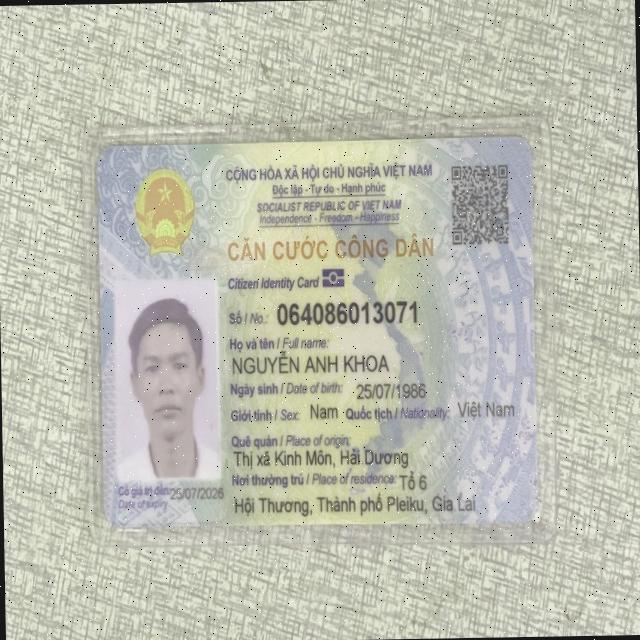 CỘNG HÒA XÃ HỘI CHỦ NGHĨA VIỆT NAM
Độc lập - Tự do - Hạnh phúc
SOCIALIST REPUBLIC OF VIET NAM
Independence - Freedom - Happiness
CĂN CƯỚC CÔNG DÂN
Citizen Identity Card
Số / No.: 064086013071
Họ và tên / Full name:
NGUYỄN ANH KHOA
Ngày sinh / Date of birth: 25/07/1986
Giới tính / Sex: Nam Quốc tịch / Nationality: Việt Nam
Quê quán / Place of origin:
Thị xã Kinh Môn, Hải Dương
Nơi thường trú / Place of residence: Tổ 6
Hội Thương, Thành phố Pleiku, Gia Lai
Có giá trị đến: 25/07/2026
Date of expiry